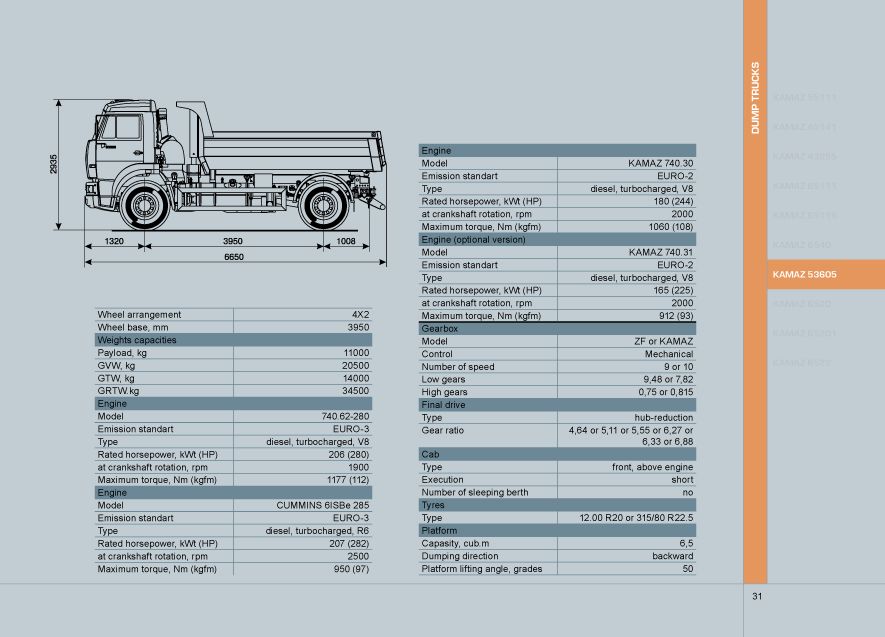 2935
1320 3950 1008
6650
Wheel arrangement 4X2
Wheel base, mm 3950
Weights capacities
Payload, kg 11000
GVW, kg 20500
GTW, kg 14000
GRTW.kg 34500
Engine
Model 740.62-280
Emission standart EURO-3
Type diesel, turbocharged, V8
Rated horsepower, kWt (HP) 206 (280)
at crankshaft rotation, rpm 1900
Maximum torque, Nm (kgfm) 1177 (112)
Engine
Model CUMMINS 6ISBe 285
Emission standart EURO-3
Type diesel, turbocharged, R6
Rated horsepower, kWt (HP) 207 (282)
at crankshaft rotation, rpm 2500
Maximum torque, Nm (kgfm) 950 (97)
Engine
Model KAMAZ 740.30
Emission standart EURO-2
Type diesel, turbocharged, V8
Rated horsepower, kWt (HP) 180 (244)
at crankshaft rotation, rpm 2000
Maximum torque, Nm (kgfm) 1060 (108)
Engine (optional version)
Model KAMAZ 740.31
Emission standart EURO-2
Type diesel, turbocharged, V8
Rated horsepower, kWt (HP) 165 (225)
at crankshaft rotation, rpm 2000
Maximum torque, Nm (kgfm) 912 (93)
Gearbox
Model ZF or KAMAZ
Control Mechanical
Number of speed 9 or 10
Low gears 9,48 or 7,82
High gears 0,75 or 0,815
Final drive
Type hub-reduction
Gear ratio 4,64 or 5,11 or 5,55 or 6,27 or
6,33 or 6,88
Cab
Type front, above engine
Execution short
Number of sleeping berth no
Tyres
Type 12.00 R20 or 315/80 R22.5
Platform
Capasity, cub.m 6,5
Dumping direction backward
Platform lifting angle, grades 50
DUMP TRUCKS
KAMAZ 55111
KAMAZ 65111
KAMAZ 65115
KAMAZ 6540
KAMAZ 53605
KAMAZ 6520
KAMAZ 65201
KAMAZ 6522
31